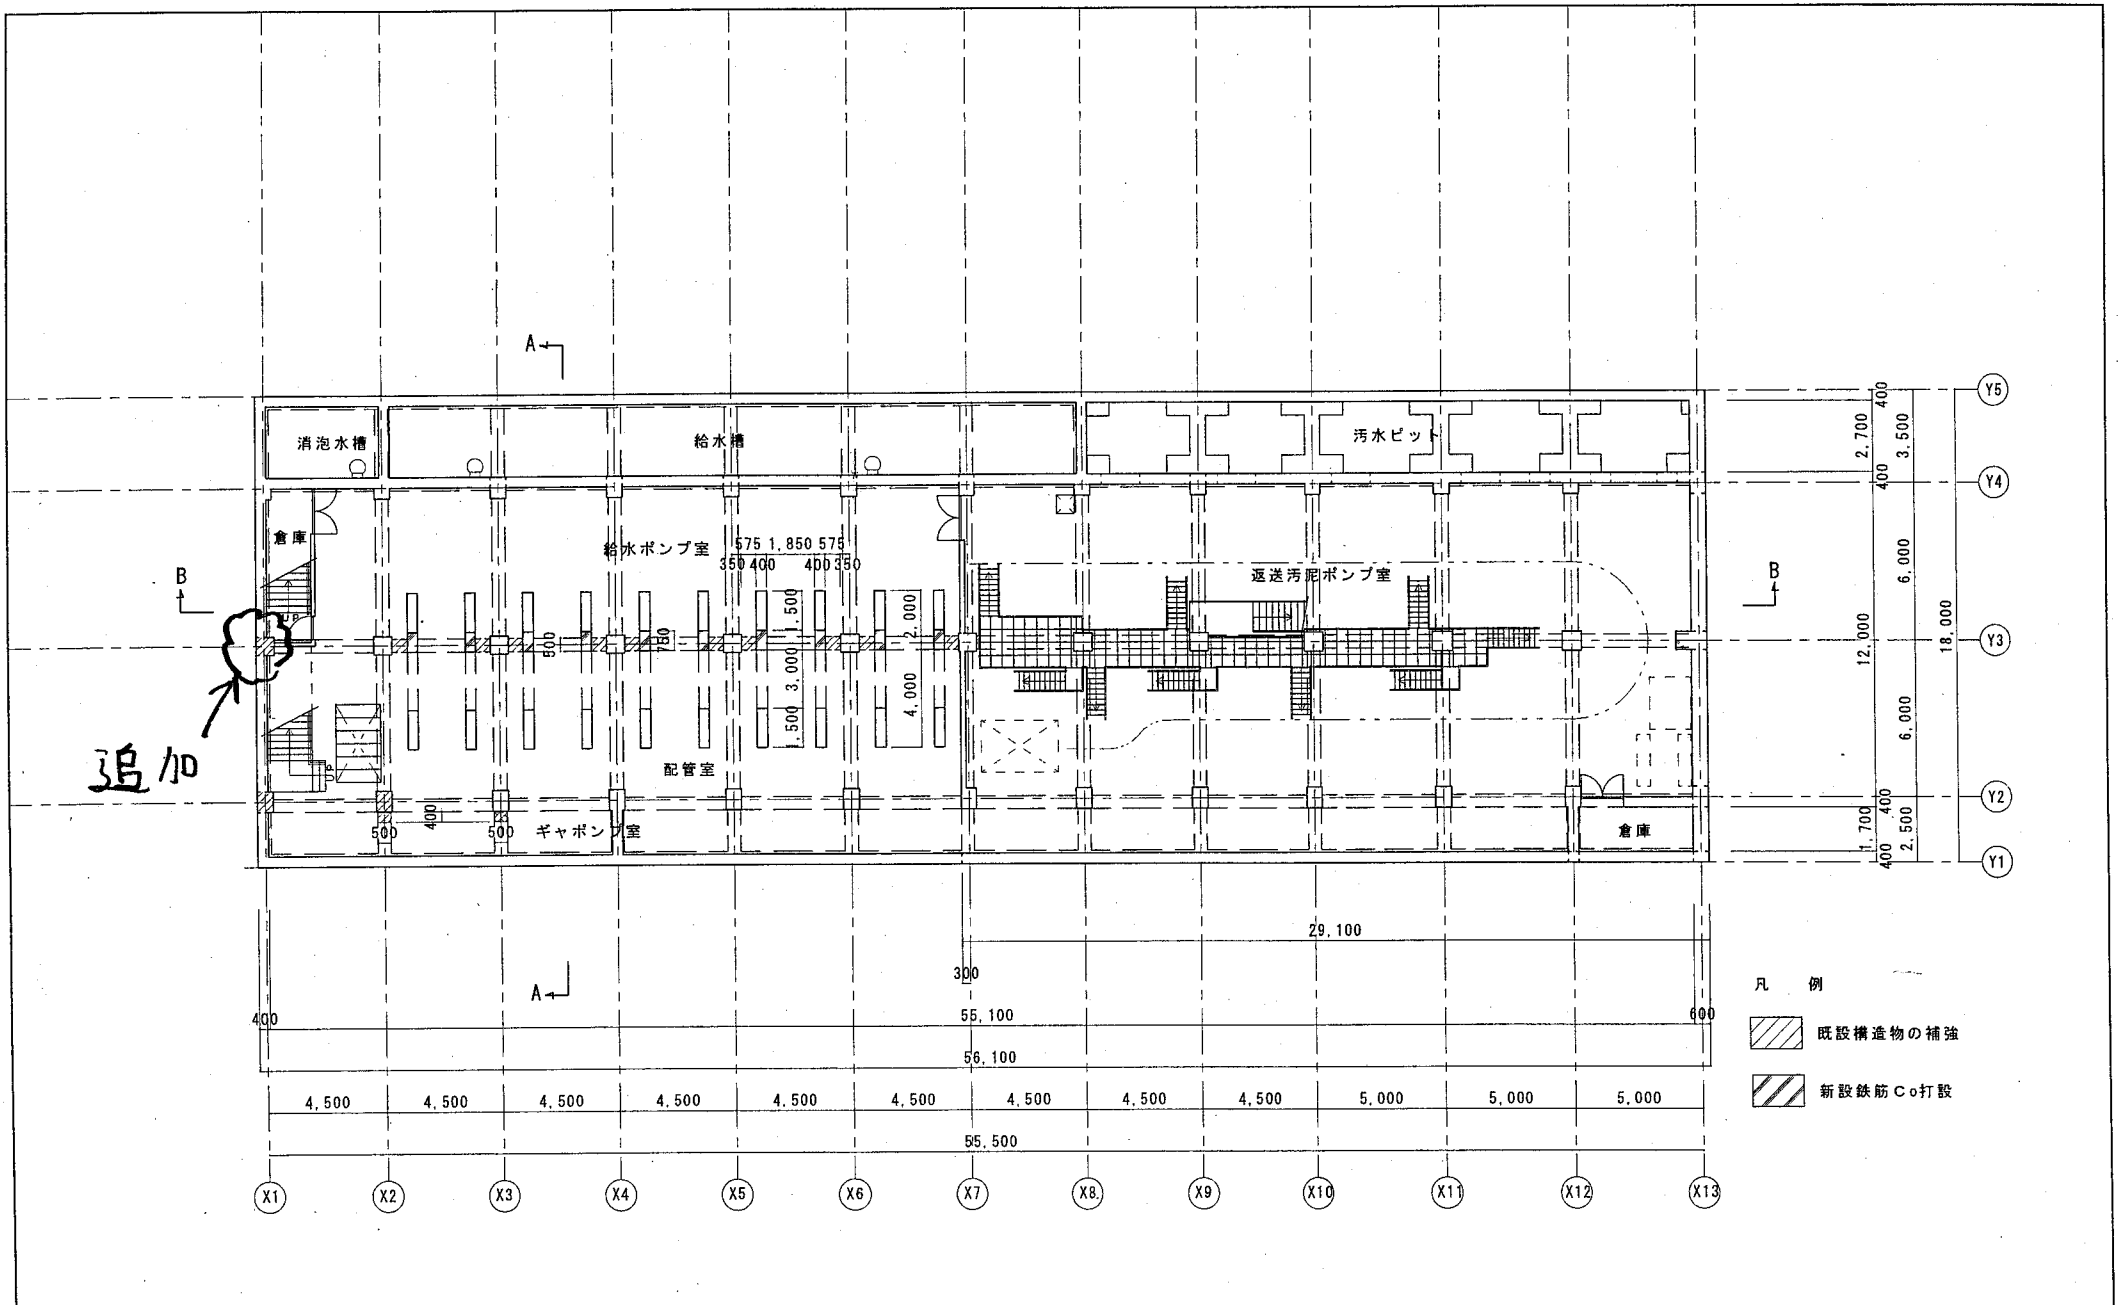 A
Y5
400
消泡水槽
給水槽
汚水ピット
2,700
3,500
400
Y4
倉庫
給水ポンプ室
575 1,850 575
350 400 400 350
返送汚泥ポンプ室
6,000
B
B
UP
1,500
2,000
500
780
Y3
12,000
18,000
3,000
4,000
1,500
6,000
追加
配管室
400
Y2
500
400
500
ギャポンプ室
倉庫
1,700
2,500
400
Y1
29,100
300
A
凡 例
400
55,100
600
既設構造物の補強
56,100
4,500 4,500 4,500 4,500 4,500 4,500 4,500 4,500 4,500 5,000 5,000 5,000
新設鉄筋Co打設
55,500
X1 X2 X3 X4 X5 X6 X7 X8 X9 X10 X11 X12 X13